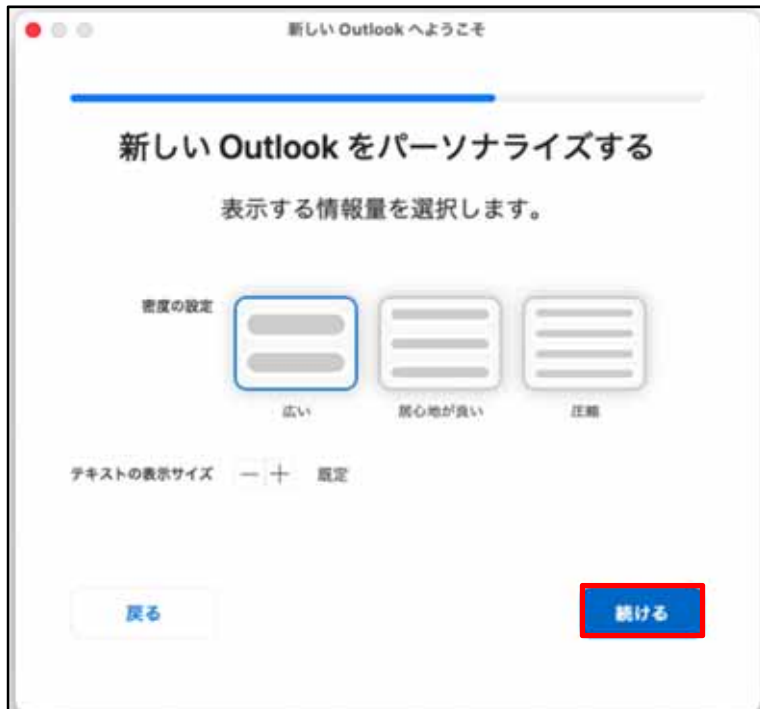 新しい Outlook へようこそ
新しい Outlook をパーソナライズする
表示する情報量を選択します。
密度の設定
広い 居心地が良い 圧縮
テキストの表示サイズ － ＋ 既定
戻る 続ける